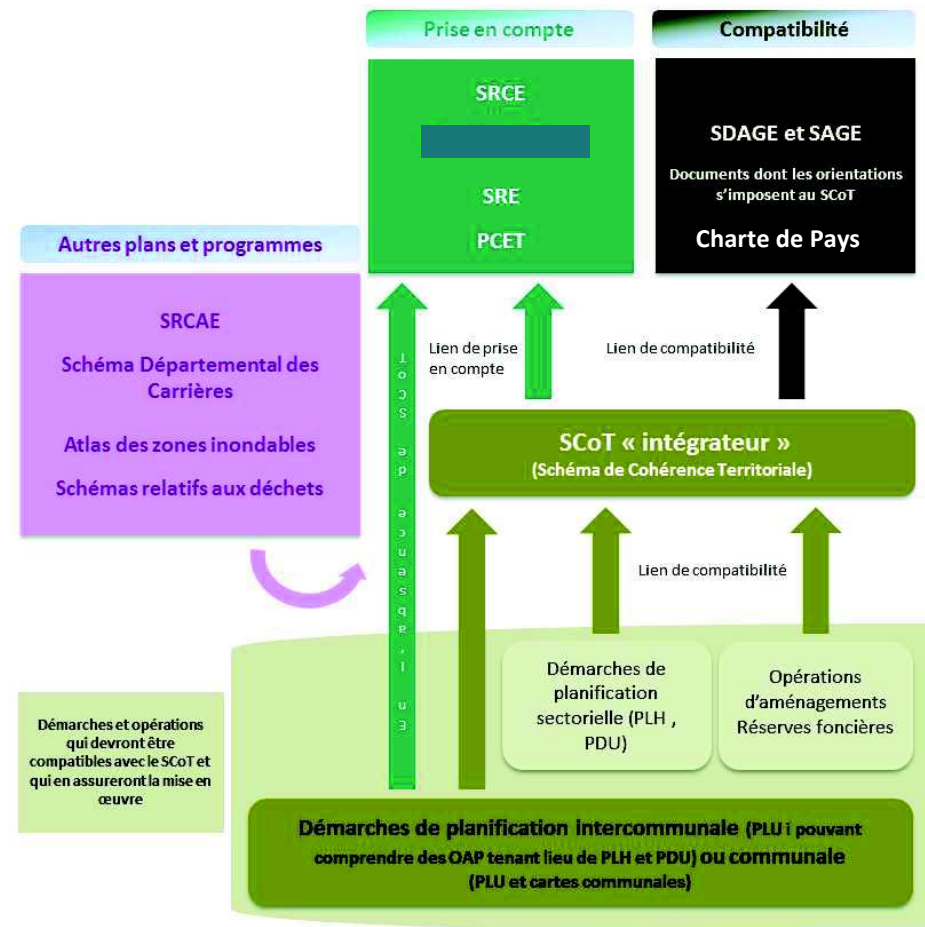 Prise en compte
Compatibilité
SRCE
SRE
PCET
SDAGE et SAGE
Documents dont les orientations
s'imposent au SCoT
Charte de Pays
Autres plans et programmes
SRCAE
Schéma Départemental des
Carrières
Atlas des zones inondables
Schémas relatifs aux déchets
Lien de prise
en compte
Lien de compatibilité
En l'absence de SCoT
SCoT « intégrateur »
(Schéma de Cohérence Territoriale)
Lien de compatibilité
Démarches de
planification
sectorielle (PLH ,
PDU)
Opérations
d'aménagements
Réserves foncières
Démarches et opérations
qui devront être
compatibles avec le SCoT et
qui en assureront la mise en
œuvre
Démarches de planification intercommunale (PLU i pouvant
comprendre des OAP tenant lieu de PLH et PDU) ou communale
(PLU et cartes communales)